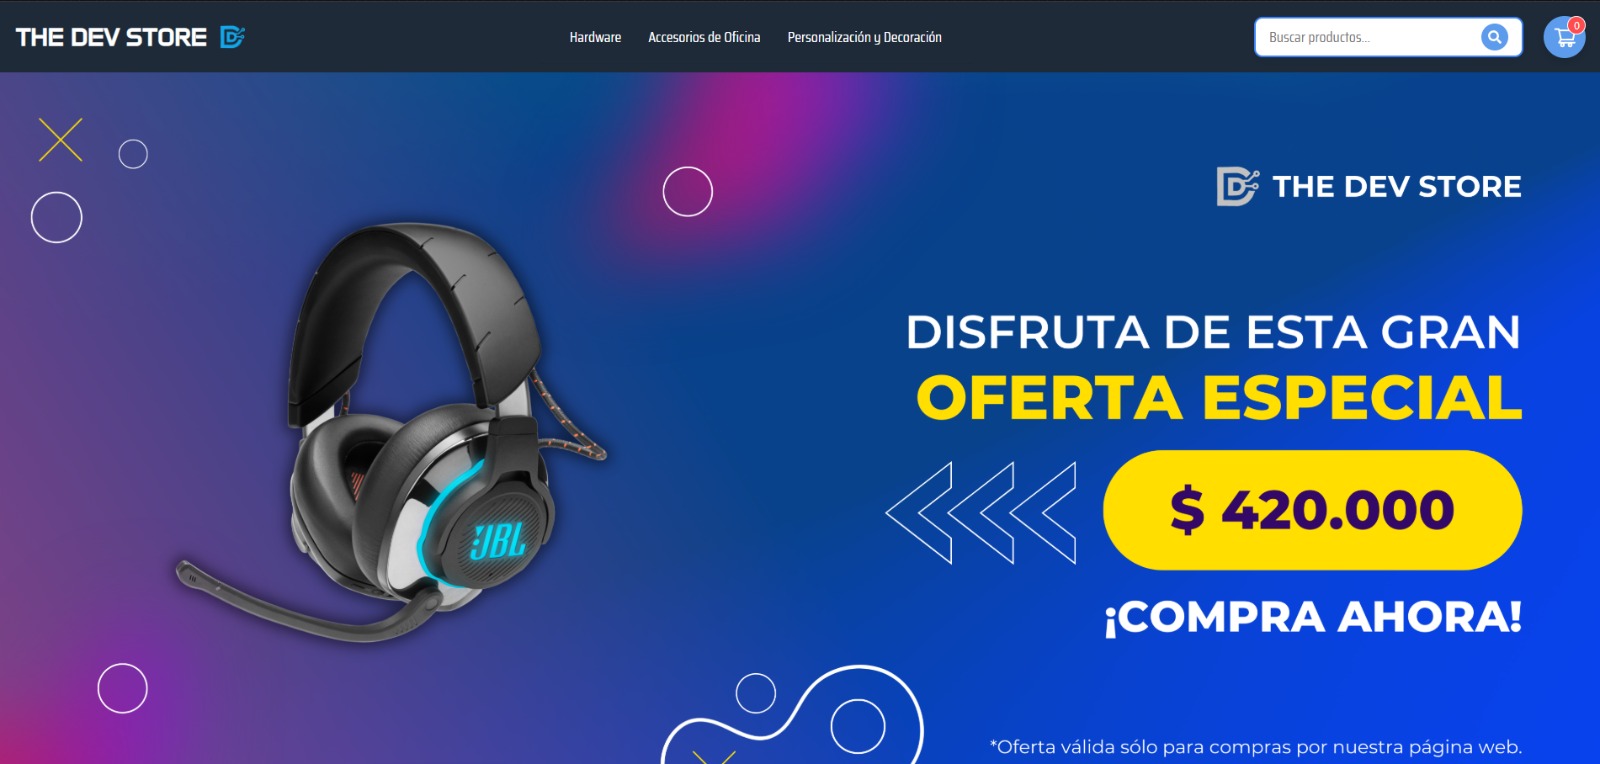 THE DEV STORE
Hardware
Accesorios de Oficina
Personalización y Decoración
Buscar productos...
0
THE DEV STORE
DISFRUTA DE ESTA GRAN
OFERTA ESPECIAL
$ 420.000
¡COMPRA AHORA!
JBL
*Oferta válida sólo para compras por nuestra página web.